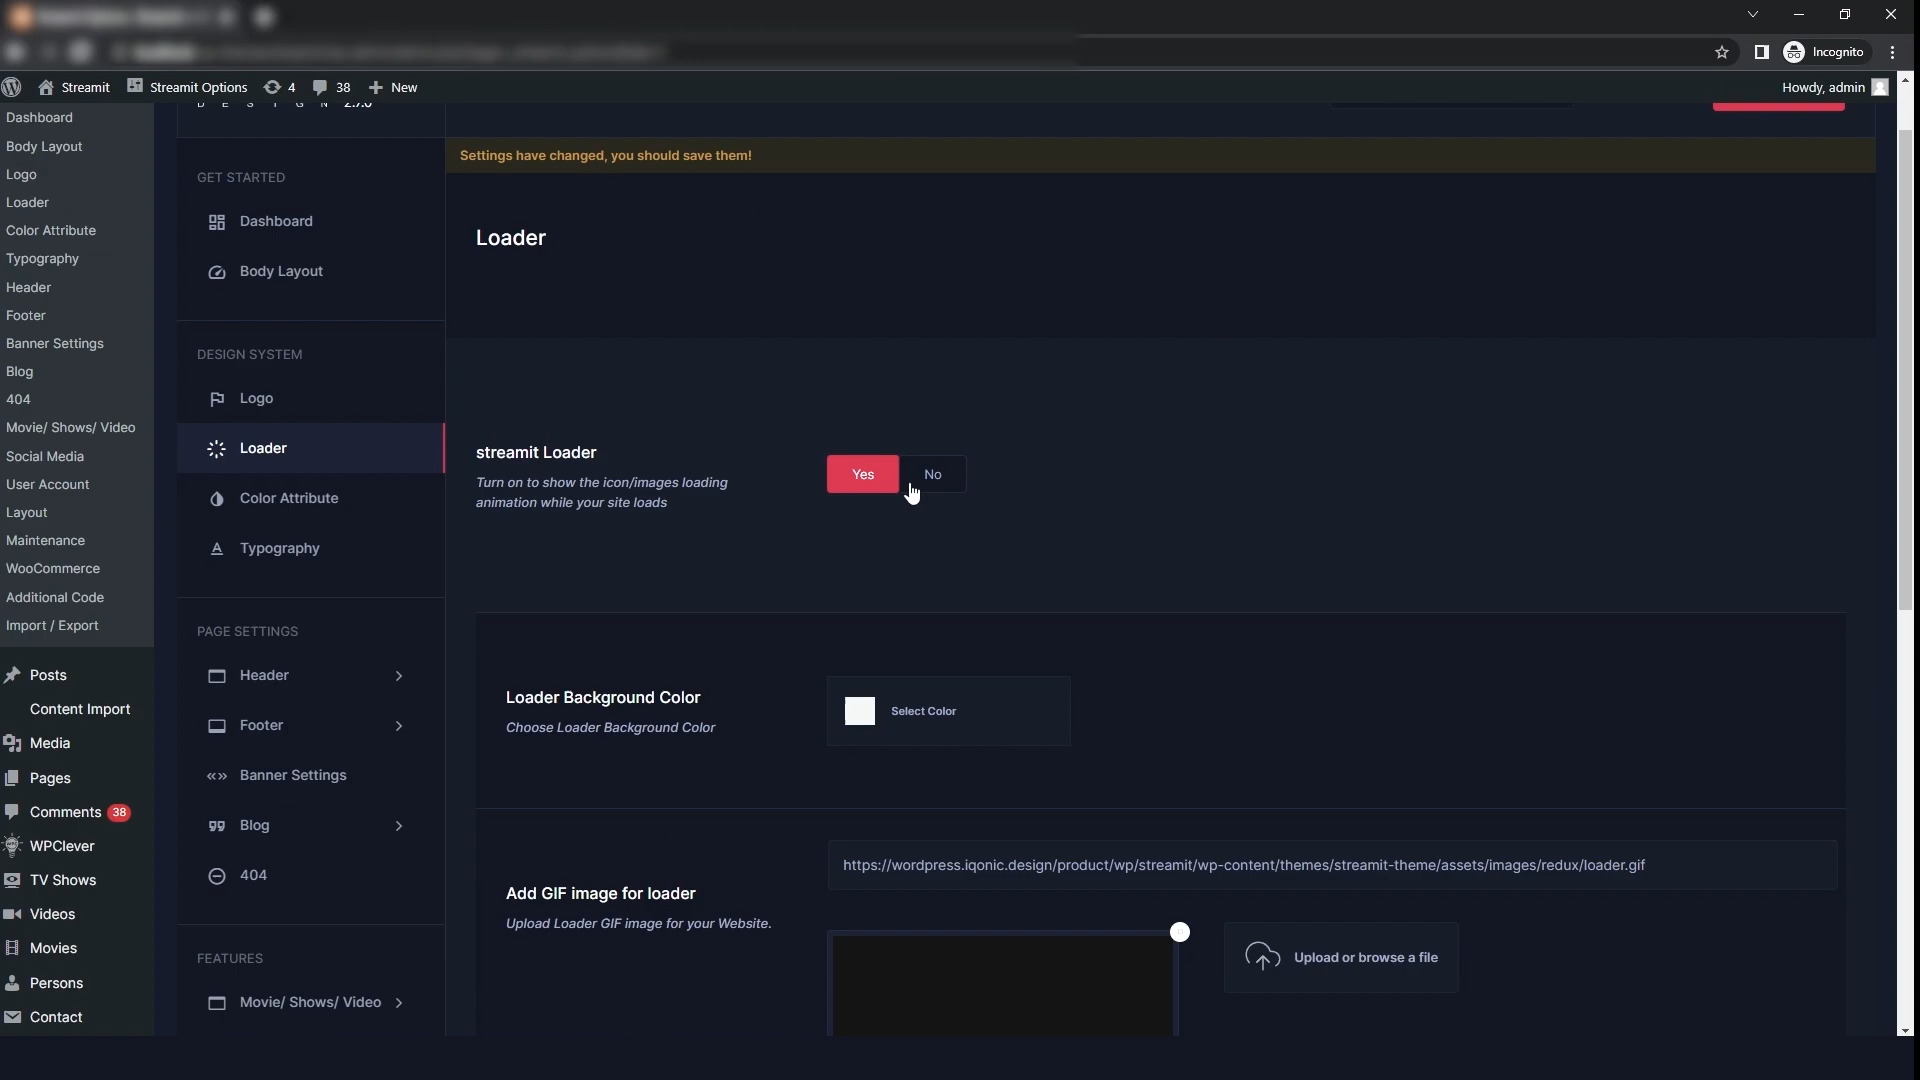 Incognito
Streamit
Streamit Options
4
38
New
Howdy, admin
Dashboard
Body Layout
Logo
Loader
Color Attribute
Typography
Header
Footer
Banner Settings
Blog
404
Movie/ Shows/ Video
Social Media
User Account
Layout
Maintenance
WooCommerce
Additional Code
Import / Export
Posts
Content Import
Media
Pages
Comments 38
WPClever
TV Shows
Videos
Movies
Persons
Contact
GET STARTED
Dashboard
Body Layout
DESIGN SYSTEM
Logo
Loader
Color Attribute
Typography
PAGE SETTINGS
Header
Footer
Banner Settings
Blog
404
FEATURES
Movie/ Shows/ Video
Settings have changed, you should save them!
Loader
streamit Loader
Turn on to show the icon/images loading
animation while your site loads
Yes
No
Loader Background Color
Choose Loader Background Color
Select Color
Add GIF image for loader
Upload Loader GIF image for your Website.
https://wordpress.iqonic.design/product/wp/streamit/wp-content/themes/streamit-theme/assets/images/redux/loader.gif
Upload or browse a file